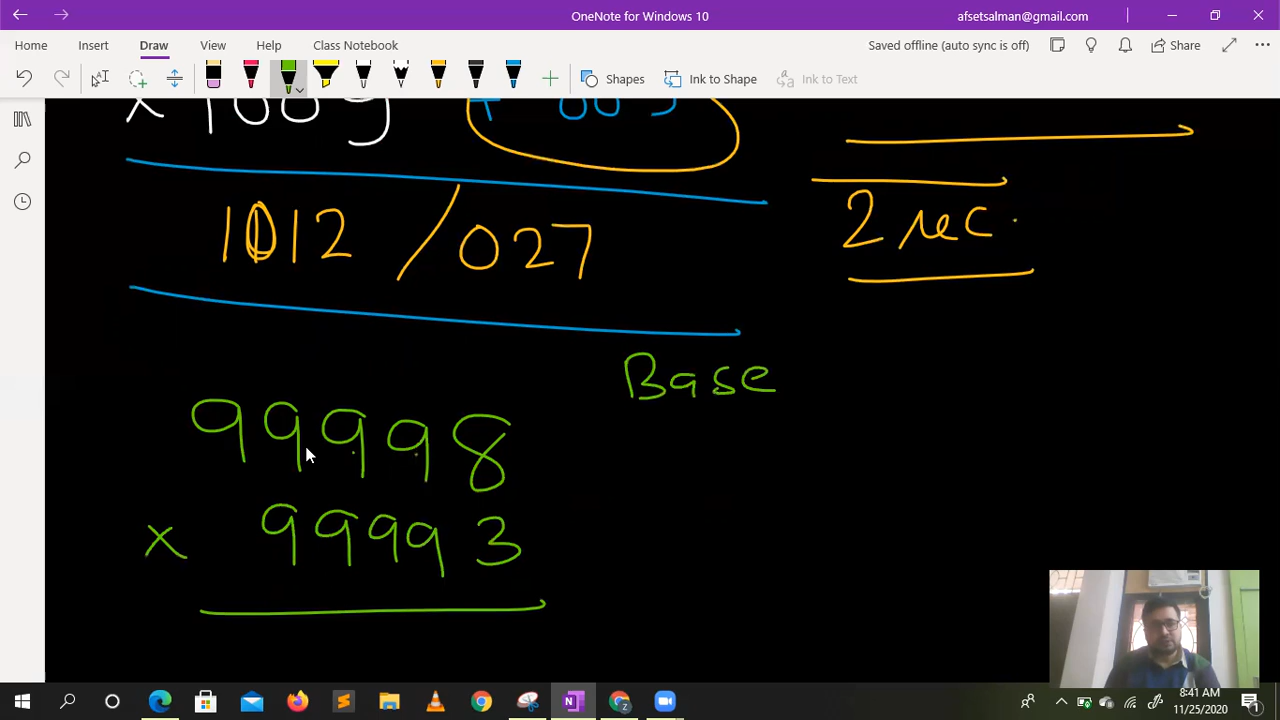 OneNote for Windows 10
afsetsalman@gmail.com
Home Insert Draw View Help Class Notebook
Saved offline (auto sync is off)
Share
Shapes Ink to Shape Ink to Text
x 1009 + 009
1012 / 027
2 sec.
Base
99998
x 99993
8:41 AM
11/25/2020